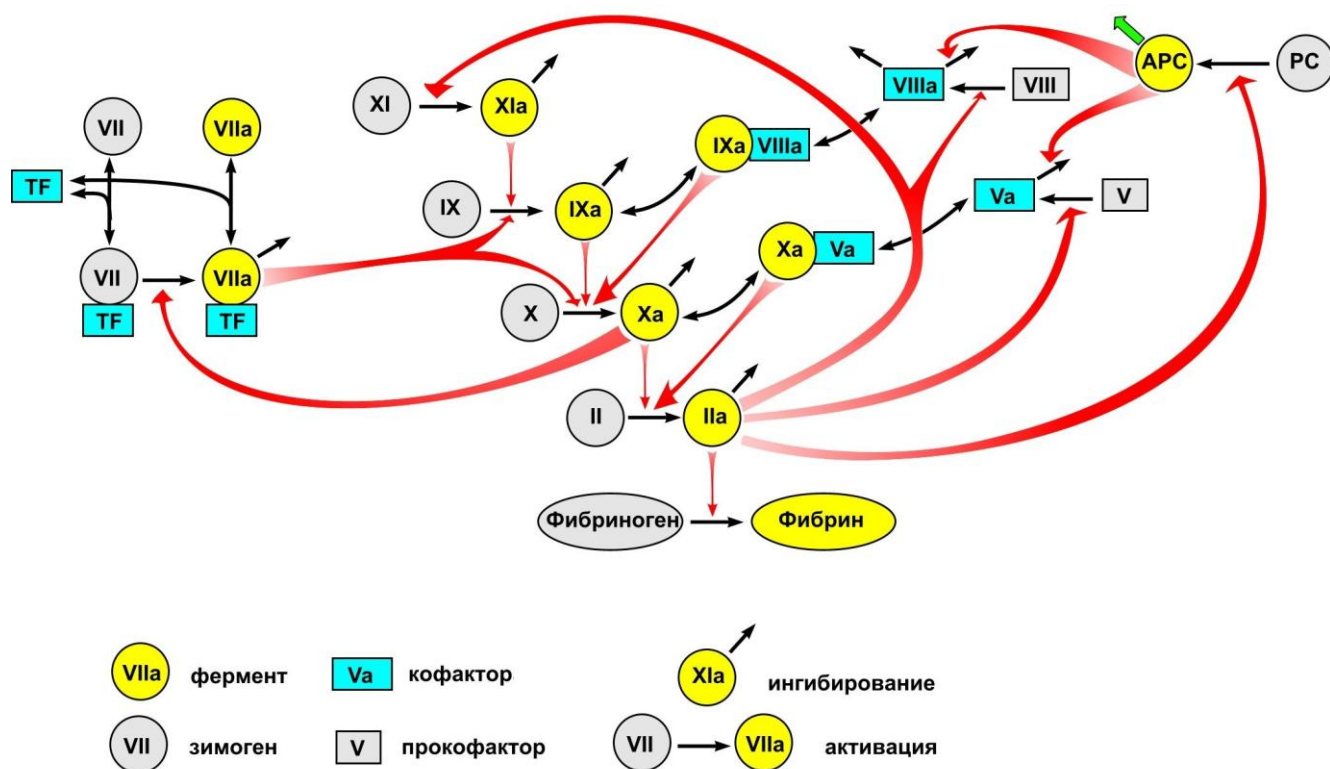 APC
PC
VIIIa
VIII
XI
XIa
VII
VIIa
IXa
VIIIa
TF
Va
V
IX
IXa
Xa
Va
VII
VIIa
TF
TF
X
Xa
II
IIa
Фибриноген
Фибрин
VIIa
фермент
Va
кофактор
XIa
ингибирование
VII
зимоген
V
прокофактор
VII
VIIa
активация